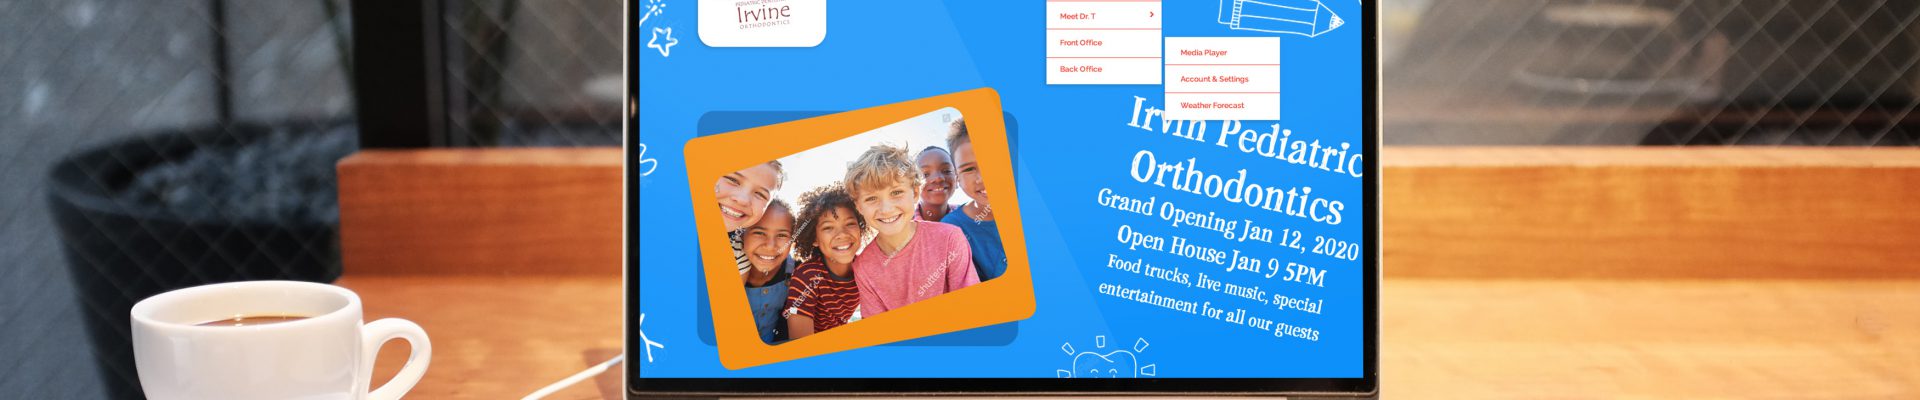 Irvine
ORTHODONTICS
Meet Dr. T
Front Office
Back Office
Media Player
Account & Settings
Weather Forecast
Irvin Pediatric
Orthodontics
Grand Opening Jan 12, 2020
Open House Jan 9 5PM
Food trucks, live music, special
entertainment for all our guests
shutterstock
shutterstock